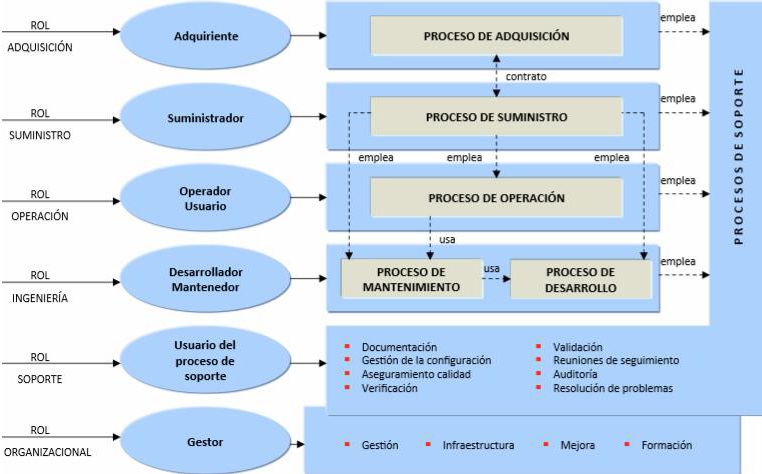 ROL
ADQUISICIÓN
Adquiriente
PROCESO DE ADQUISICIÓN
emplea
contrato
ROL
SUMINISTRO
Suministrador
PROCESO DE SUMINISTRO
emplea
emplea
emplea
emplea
ROL
OPERACIÓN
Operador
Usuario
PROCESO DE OPERACIÓN
emplea
usa
ROL
INGENIERÍA
Desarrollador
Mantenedor
PROCESO DE
MANTENIMIENTO
usa
PROCESO DE
DESARROLLO
emplea
PROCESOS DE SOPORTE
ROL
SOPORTE
Usuario del
proceso de
soporte
Documentación
Gestión de la configuración
Aseguramiento calidad
Verificación
Validación
Reuniones de seguimiento
Auditoría
Resolución de problemas
ROL
ORGANIZACIONAL
Gestor
Gestión
Infraestructura
Mejora
Formación